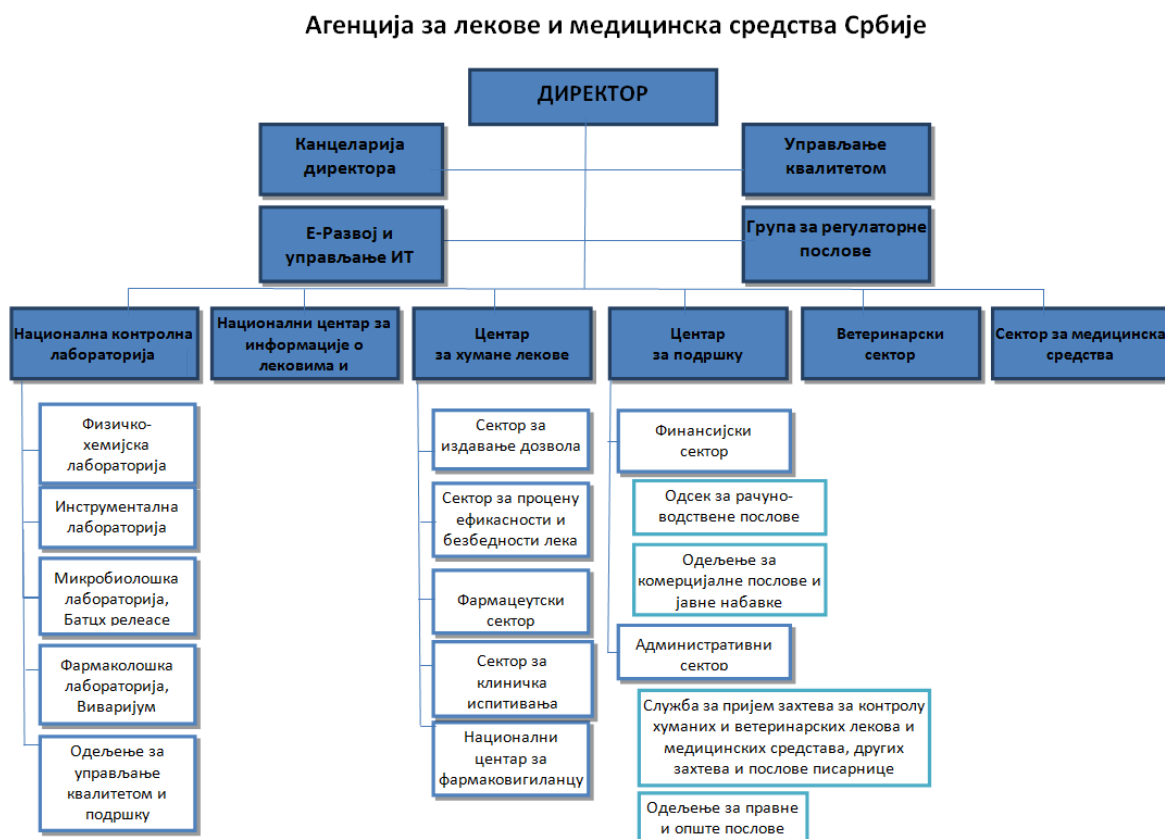 Агенција за лекове и медицинска средства Србије
ДИРЕКТОР
Канцеларија
директора
Управљање
квалитетом
Е-Развој и
управљање ИТ
Група за регулаторне
послове
Национална контролна
лабораторија
Национални центар за
информације о
лековима и
Центар
за хумане лекове
Центар
за подршку
Ветеринарски
сектор
Сектор за медицинска
средства
Физичко-
хемијска
лабораторија
Инструментална
лабораторија
Микробиолошка
лабораторија,
Батцх релеасе
Фармаколошка
лабораторија,
Виваријум
Одељење за
управљање
квалитетом и
подршку
Сектор за
издавање дозвола
Сектор за процену
ефикасности и
безбедности лека
Фармацеутски
сектор
Сектор за
клиничка
испитивања
Национални
центар за
фармаковигиланцу
Финансијски
сектор
Одсек за рачуно-
водствене послове
Одељење за
комерцијалне послове и
јавне набавке
Административни
сектор
Служба за пријем захтева за контролу
хуманих и ветеринарских лекова и
медицинских средстава, других
захтева и послове писарнице
Одељење за правне
и опште послове